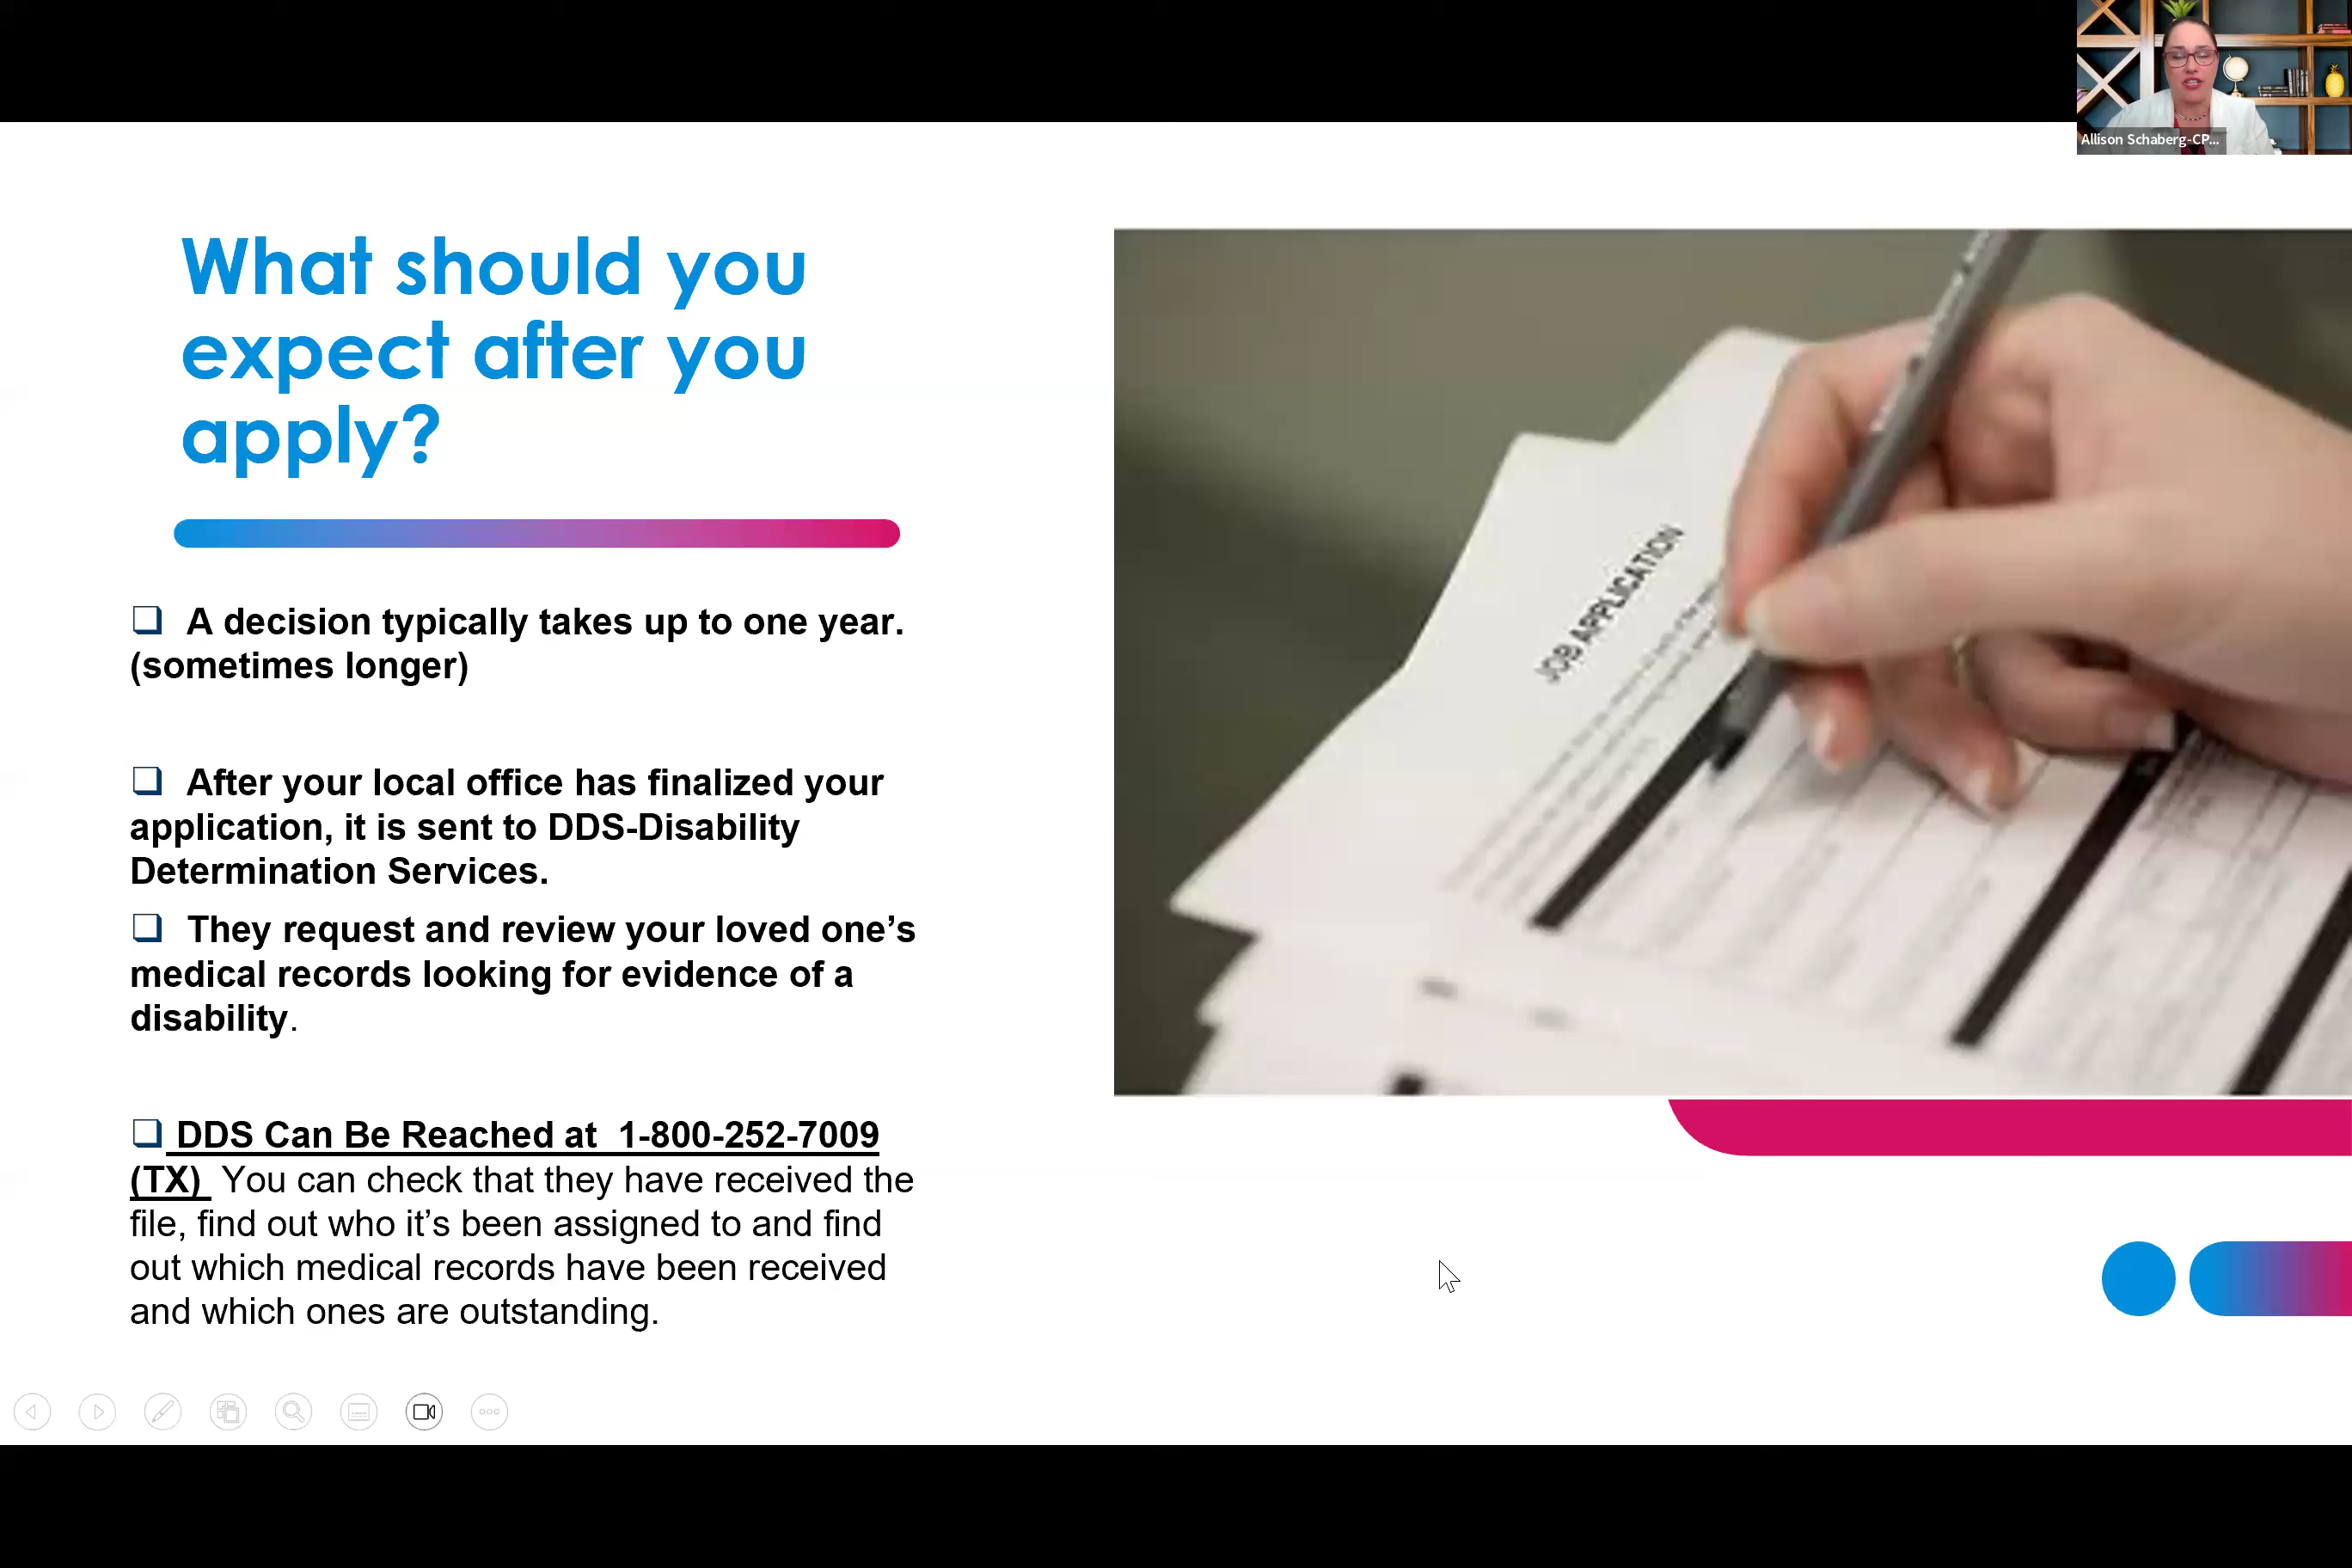 Allison Schaberg-CP...
What should you
expect after you
apply?
❑ A decision typically takes up to one year.
(sometimes longer)
❑ After your local office has finalized your
application, it is sent to DDS-Disability
Determination Services.
❑ They request and review your loved one’s
medical records looking for evidence of a
disability.
❑ DDS Can Be Reached at 1-800-252-7009
(TX) You can check that they have received the
file, find out who it’s been assigned to and find
out which medical records have been received
and which ones are outstanding.
JOB APPLICATION